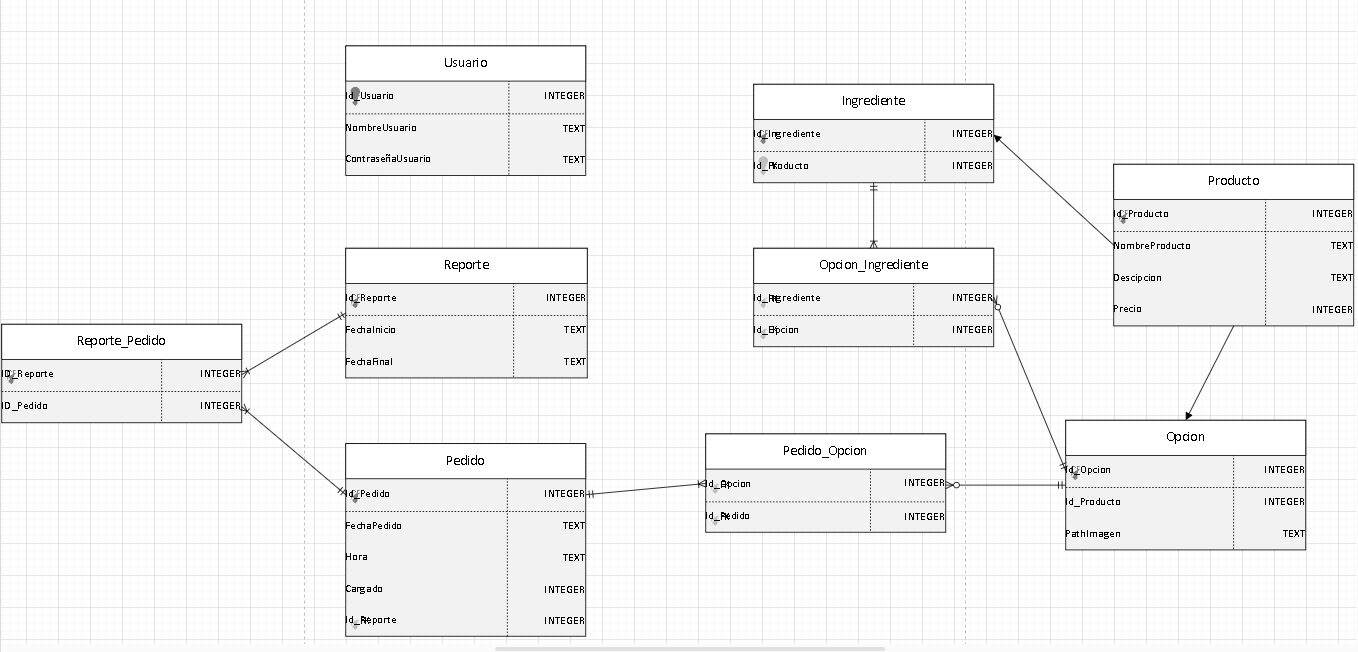 Usuario
Id_Usuario INTEGER
NombreUsuario TEXT
ContraseñaUsuario TEXT
Ingrediente
Id_Ingrediente INTEGER
Id_Producto INTEGER
Producto
Id_Producto INTEGER
NombreProducto TEXT
Descipcion TEXT
Precio INTEGER
Reporte
Id_Reporte INTEGER
FechaInicio TEXT
FechaFinal TEXT
Opcion_Ingrediente
Id_Ingrediente INTEGER
Id_Opcion INTEGER
Reporte_Pedido
ID_Reporte INTEGER
ID_Pedido INTEGER
Pedido
Id_Pedido INTEGER
FechaPedido TEXT
Hora TEXT
Cargado INTEGER
Id_Reporte INTEGER
Pedido_Opcion
Id_Opcion INTEGER
Id_Pedido INTEGER
Opcion
Id_Opcion INTEGER
Id_Producto INTEGER
PathImagen TEXT